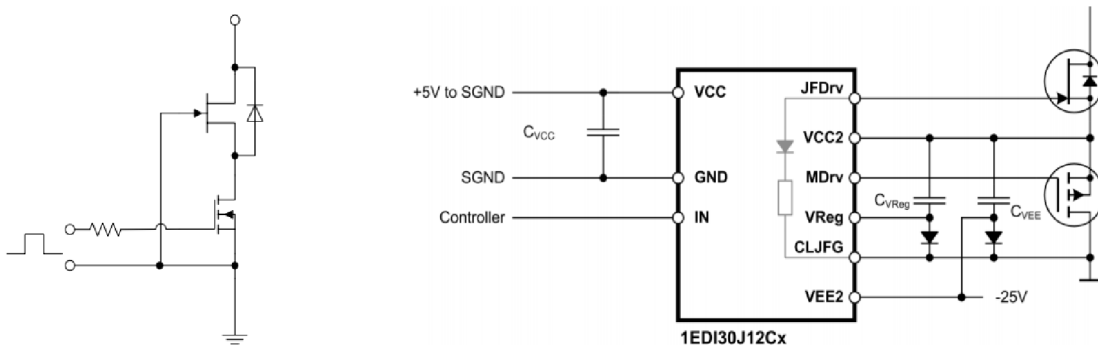 JFDrv
+5V to SGND
VCC
CVCC
VCC2
SGND
GND
MDrv
CVReg
CVEE
Controller
IN
VReg
CLJFG
VEE2
-25V
1EDI30J12Cx